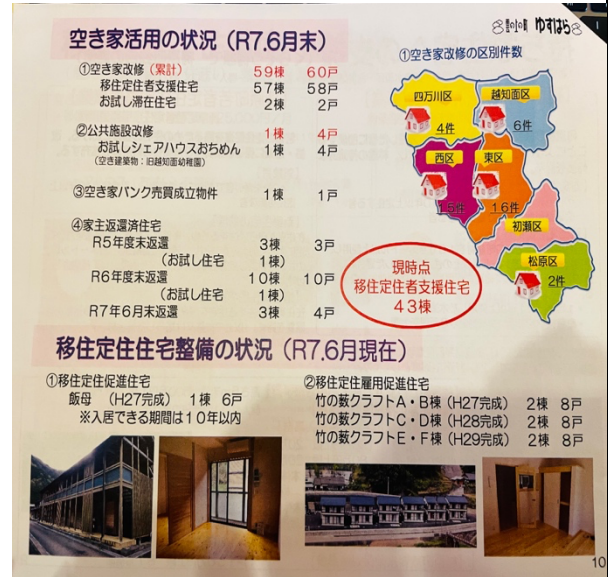 雲の上の町 ゆすはら
空き家活用の状況（R7.6月末）
①空き家改修（累計） 59棟 60戸
移住定住者支援住宅 57棟 58戸
お試し滞在住宅 2棟 2戸
②公共施設改修 1棟 4戸
お試しシェアハウスおちめん 1棟 4戸
（空き建築物：旧越知面幼稚園）
③空き家バンク売買成立物件 1棟 1戸
④家主返還済住宅
R5年度末返還 3棟 3戸
（お試し住宅 1棟）
R6年度末返還 10棟 10戸
（お試し住宅 1棟）
R7年6月末返還 3棟 4戸
①空き家改修の区別件数
四万川区
4件
越知面区
6件
西区
15件
東区
16件
初瀬区
松原区
2件
現時点
移住定住者支援住宅
43棟
移住定住住宅整備の状況（R7.6月現在）
①移住定住促進住宅
飯母 （H27完成） 1棟 6戸
※入居できる期間は10年以内
②移住定住雇用促進住宅
竹の薮クラフトA・B棟（H27完成） 2棟 8戸
竹の薮クラフトC・D棟（H28完成） 2棟 8戸
竹の薮クラフトE・F棟（H29完成） 2棟 8戸
10